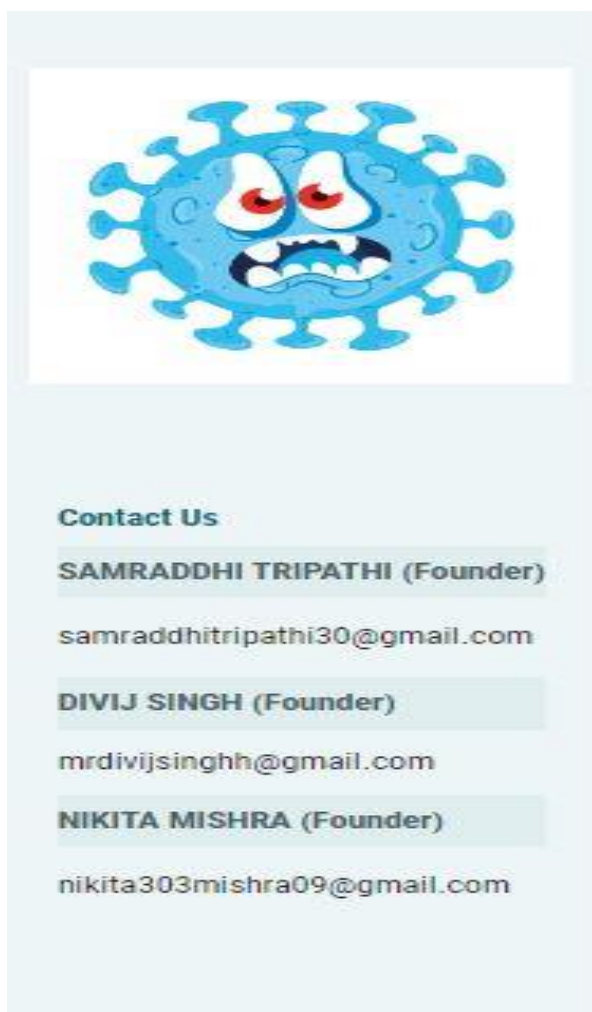 Contact Us
SAMRADDHI TRIPATHI (Founder)
samraddhitripathi30@gmail.com
DIVIJ SINGH (Founder)
mrdivijsinghh@gmail.com
NIKITA MISHRA (Founder)
nikita303mishra09@gmail.com